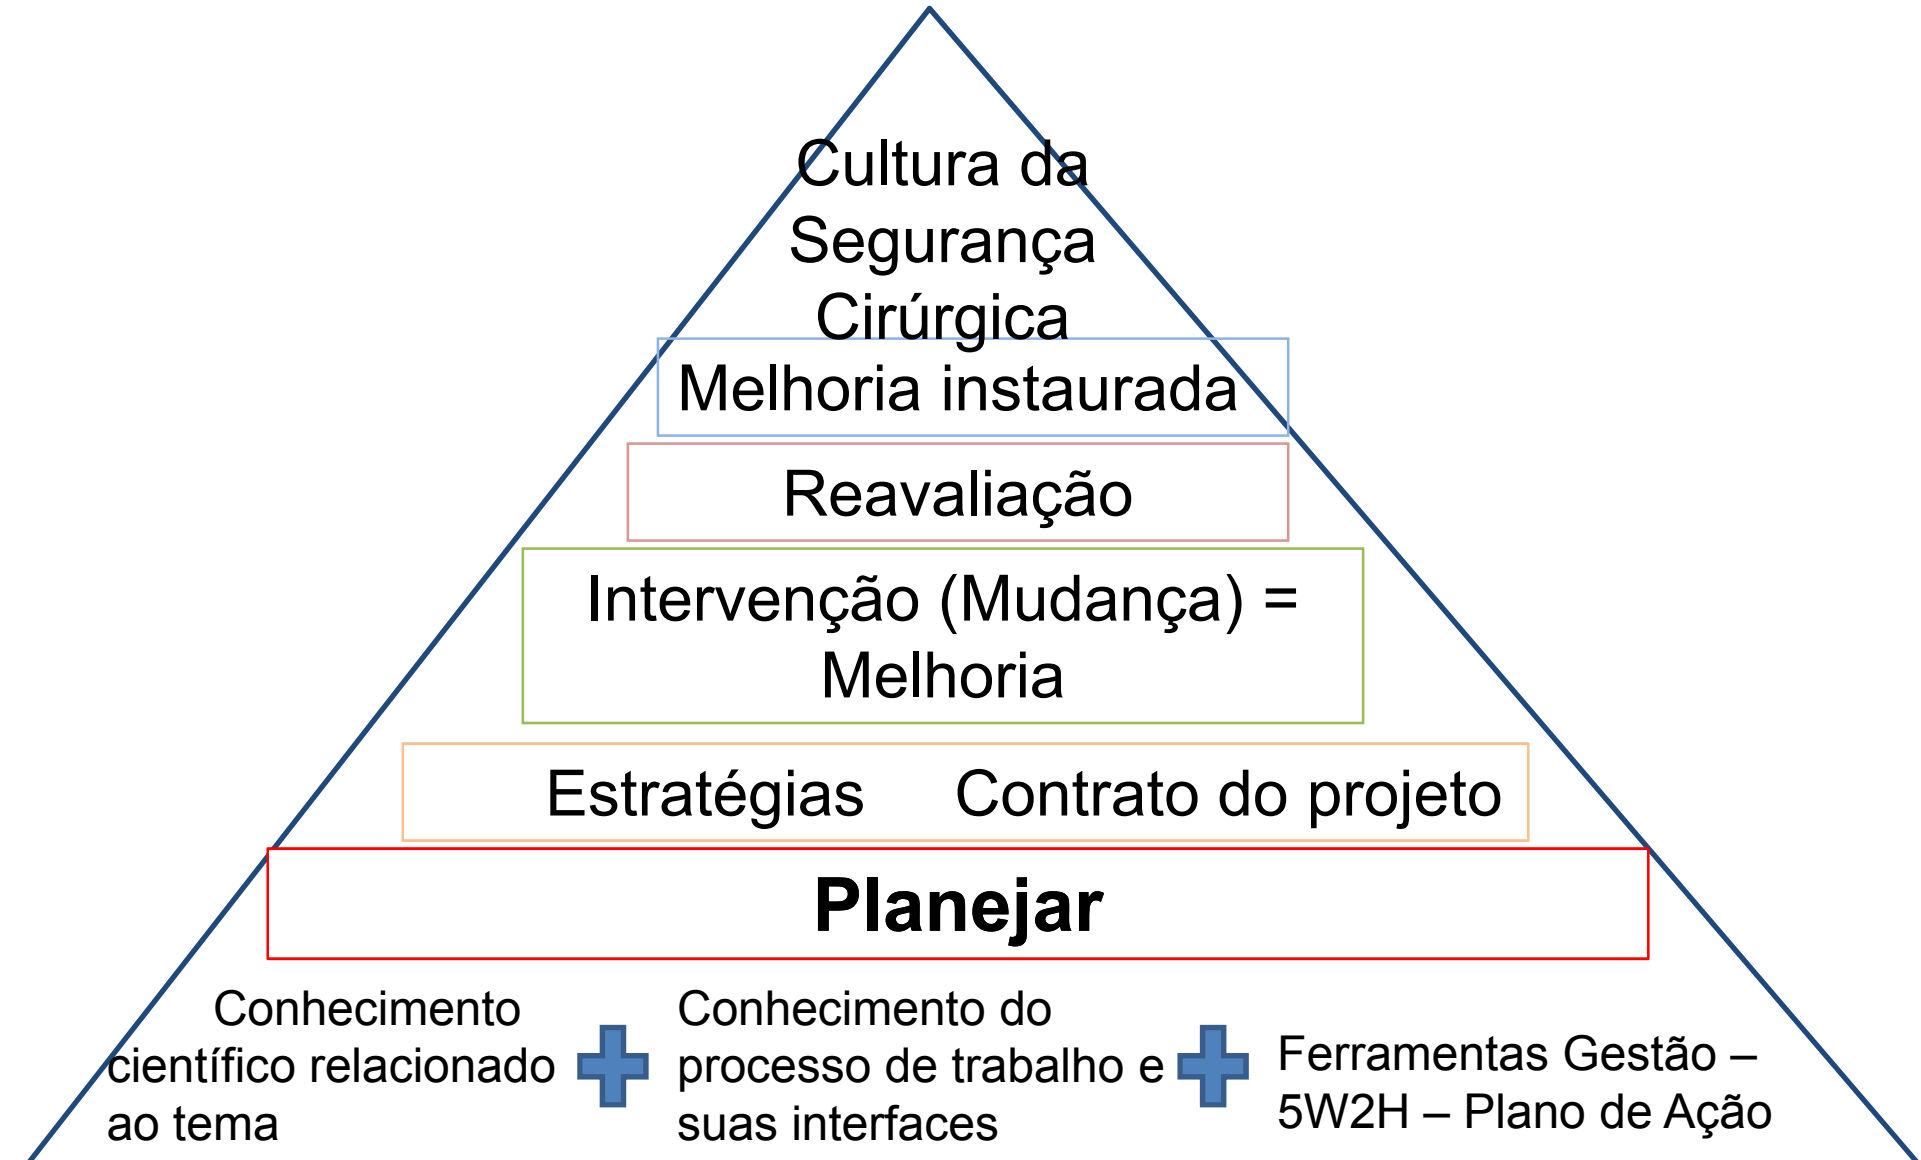 Cultura da
Segurança
Cirúrgica
Melhoria instaurada
Reavaliação
Intervenção (Mudança) =
Melhoria
Estratégias Contrato do projeto
Planejar
Conhecimento
científico relacionado
ao tema
Conhecimento do
processo de trabalho e
suas interfaces
Ferramentas Gestão –
5W2H – Plano de Ação